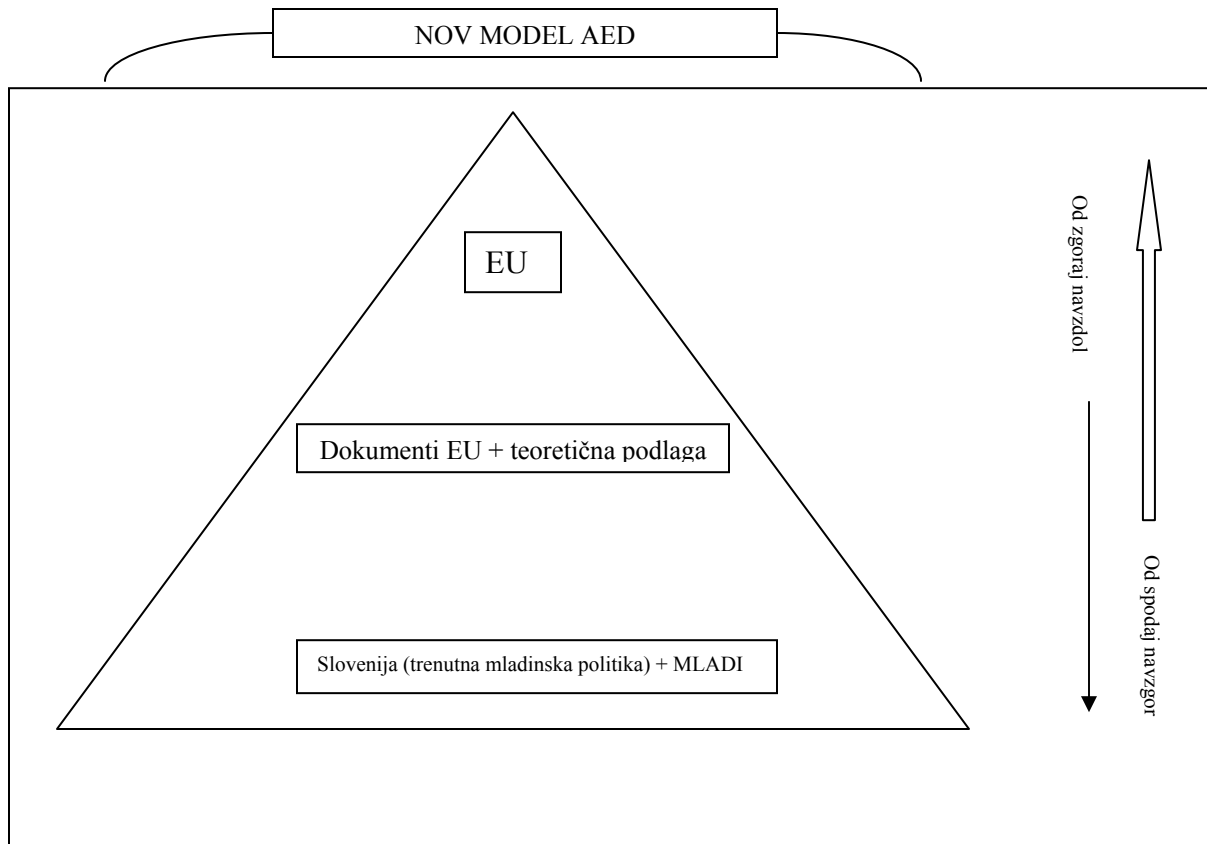 NOV MODEL AED
EU
Dokumenti EU + teoretična podlaga
Slovenija (trenutna mladinska politika) + MLADI
Od zgoraj navzdol
Od spodaj navzgor